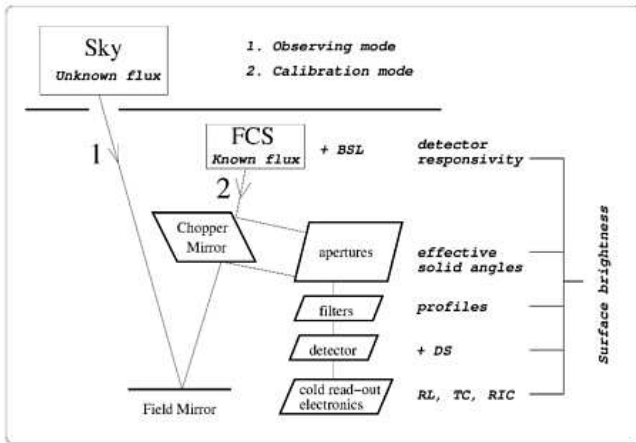 Sky
Unknown flux
1. Observing mode
2. Calibration mode
1
FCS
Known flux
+ BSL
detector
responsivity
2
Chopper
Mirror
apertures
effective
solid angles
filters
profiles
detector
+ DS
cold read-out
electronics
RL, TC, RIC
Field Mirror
Surface brightness